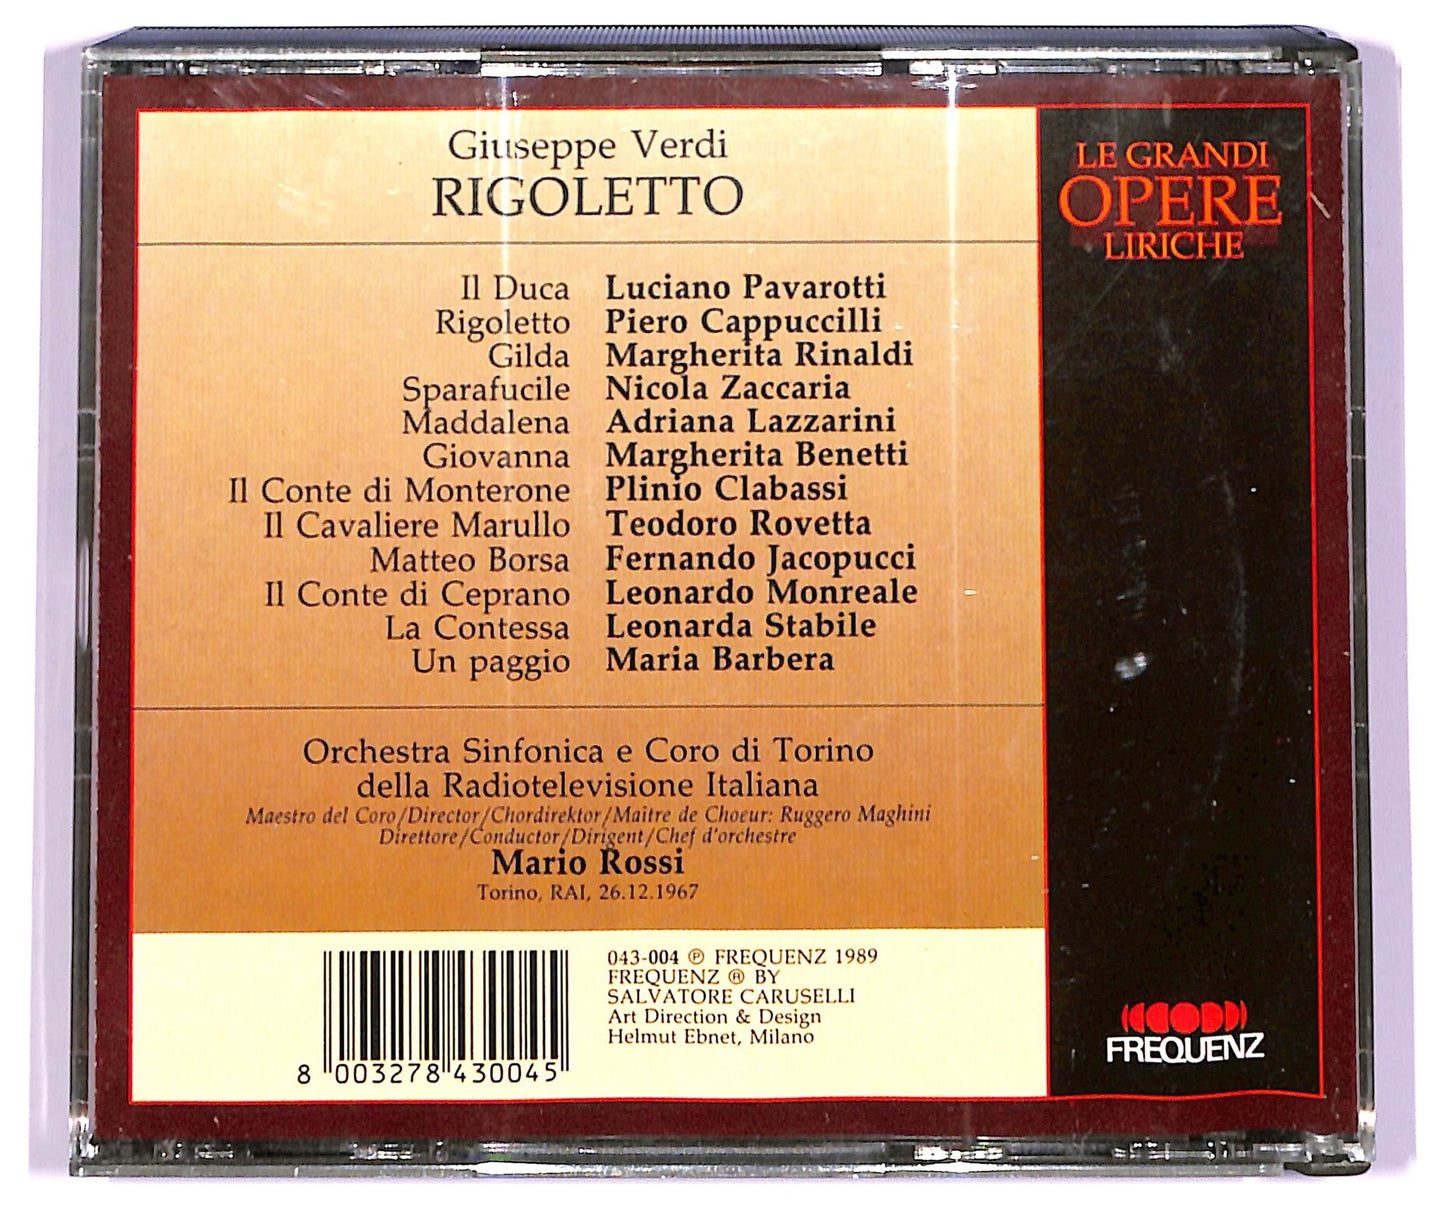 Giuseppe Verdi
RIGOLETTO
Il Duca Luciano Pavarotti
Rigoletto Piero Cappuccilli
Gilda Margherita Rinaldi
Sparafucile Nicola Zaccaria
Maddalena Adriana Lazzarini
Giovanna Margherita Benetti
Il Conte di Monterone Plinio Clabassi
Il Cavaliere Marullo Teodoro Rovetta
Matteo Borsa Fernando Jacopucci
Il Conte di Ceprano Leonardo Monreale
La Contessa Leonarda Stabile
Un paggio Maria Barbera
Orchestra Sinfonica e Coro di Torino
della Radiotelevisione Italiana
Maestro del Coro/Director/Chordirektor/Maître de Choeur: Ruggero Maghini
Direttore/Conductor/Dirigent/Chef d'orchestre
Mario Rossi
Torino, RAI, 26.12.1967
8 003278 430045
043-004 ℗ FREQUENZ 1989
FREQUENZ ® BY
SALVATORE CARUSELLI
Art Direction & Design
Helmut Ebnet, Milano
LE GRANDI
OPERE
LIRICHE
FREQUENZ